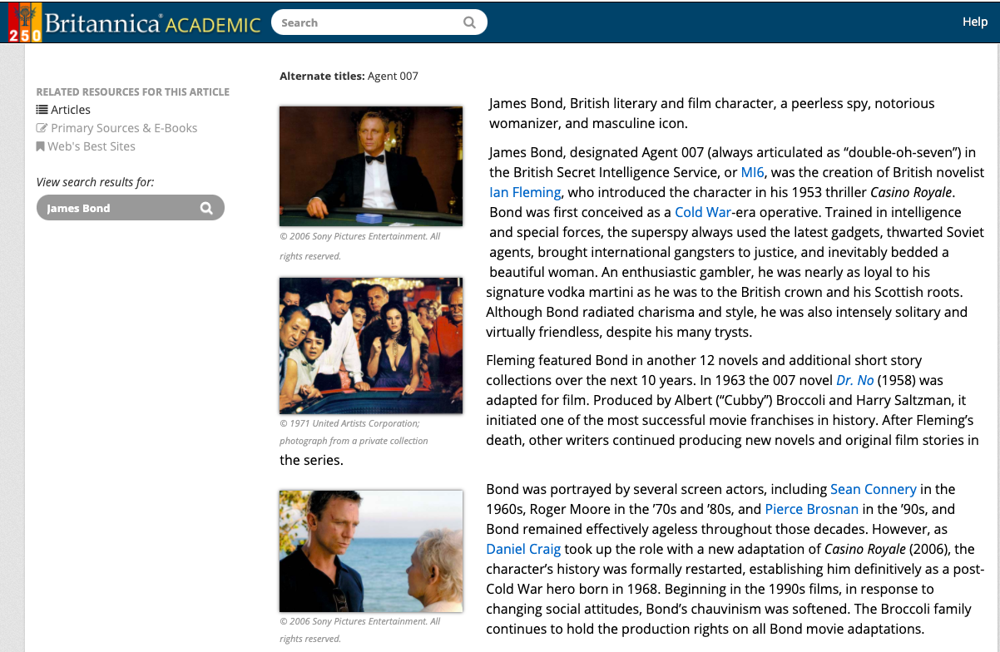 250 Britannica® ACADEMIC
Search
Help
RELATED RESOURCES FOR THIS ARTICLE
Articles
Primary Sources & E-Books
Web's Best Sites
View search results for:
James Bond
Alternate titles: Agent 007
© 2006 Sony Pictures Entertainment. All
rights reserved.
© 1971 United Artists Corporation;
photograph from a private collection
James Bond, British literary and film character, a peerless spy, notorious
womanizer, and masculine icon.
James Bond, designated Agent 007 (always articulated as “double-oh-seven”) in
the British Secret Intelligence Service, or MI6, was the creation of British novelist
Ian Fleming, who introduced the character in his 1953 thriller Casino Royale.
Bond was first conceived as a Cold War-era operative. Trained in intelligence
and special forces, the superspy always used the latest gadgets, thwarted Soviet
agents, brought international gangsters to justice, and inevitably bedded a
beautiful woman. An enthusiastic gambler, he was nearly as loyal to his
signature vodka martini as he was to the British crown and his Scottish roots.
Although Bond radiated charisma and style, he was also intensely solitary and
virtually friendless, despite his many trysts.
Fleming featured Bond in another 12 novels and additional short story
collections over the next 10 years. In 1963 the 007 novel Dr. No (1958) was
adapted for film. Produced by Albert (“Cubby”) Broccoli and Harry Saltzman, it
initiated one of the most successful movie franchises in history. After Fleming’s
death, other writers continued producing new novels and original film stories in
the series.
© 2006 Sony Pictures Entertainment. All
rights reserved.
Bond was portrayed by several screen actors, including Sean Connery in the
1960s, Roger Moore in the ’70s and ’80s, and Pierce Brosnan in the ’90s, and
Bond remained effectively ageless throughout those decades. However, as
Daniel Craig took up the role with a new adaptation of Casino Royale (2006), the
character’s history was formally restarted, establishing him definitively as a post-
Cold War hero born in 1968. Beginning in the 1990s films, in response to
changing social attitudes, Bond’s chauvinism was softened. The Broccoli family
continues to hold the production rights on all Bond movie adaptations.